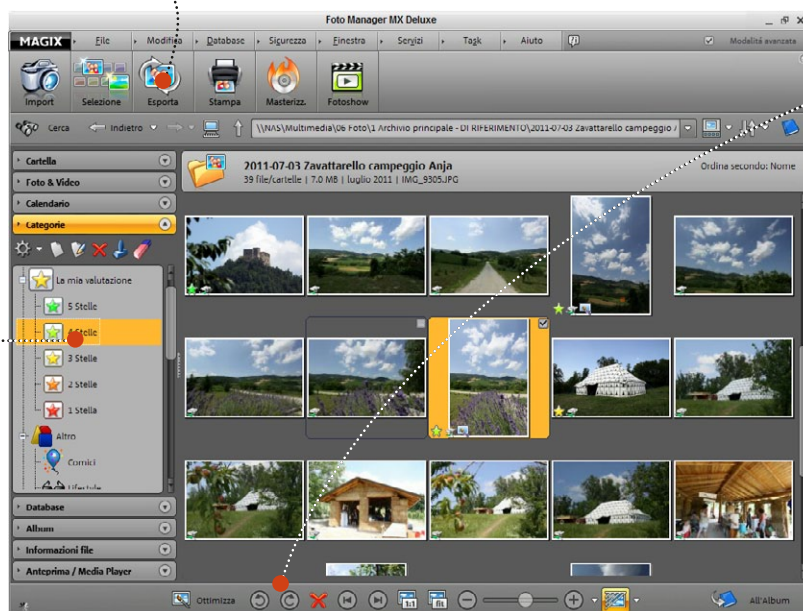 Foto Manager MX Deluxe
MAGIX File Modifica Database Sicurezza Finestra Servizi Task Aiuto Modalità avanzata
Import Selezione Esporta Stampa Masterizz. Fotoshow
Cerca Indietro \\NAS\Multimedia\06 Foto\1 Archivio principale - DI RIFERIMENTO\2011-07-03 Zavattarello campeggio
Cartella
Foto & Video
Calendario
Categorie
2011-07-03 Zavattarello campeggio Anja
39 file/cartelle | 7.0 MB | luglio 2011 | IMG_9305.JPG
Ordina secondo: Nome
La mia valutazione
5 Stelle
4 Stelle
3 Stelle
2 Stelle
1 Stella
Altro
Cornici
Lifestyle
Database
Album
Informazioni file
Anteprima / Media Player
Ottimizza 1:1 fit All'Album